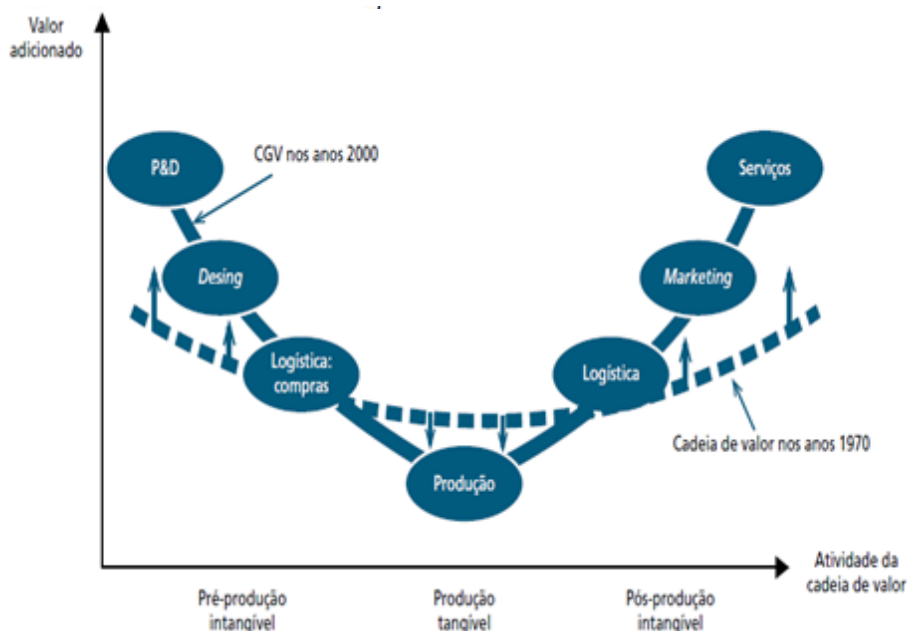 Valor
adicionado
P&D
CGV nos anos 2000
Serviços
Desing
Marketing
Logística:
compras
Logística
Cadeia de valor nos anos 1970
Produção
Atividade da
cadeia de valor
Pré-produção
intangível
Produção
tangível
Pós-produção
intangível